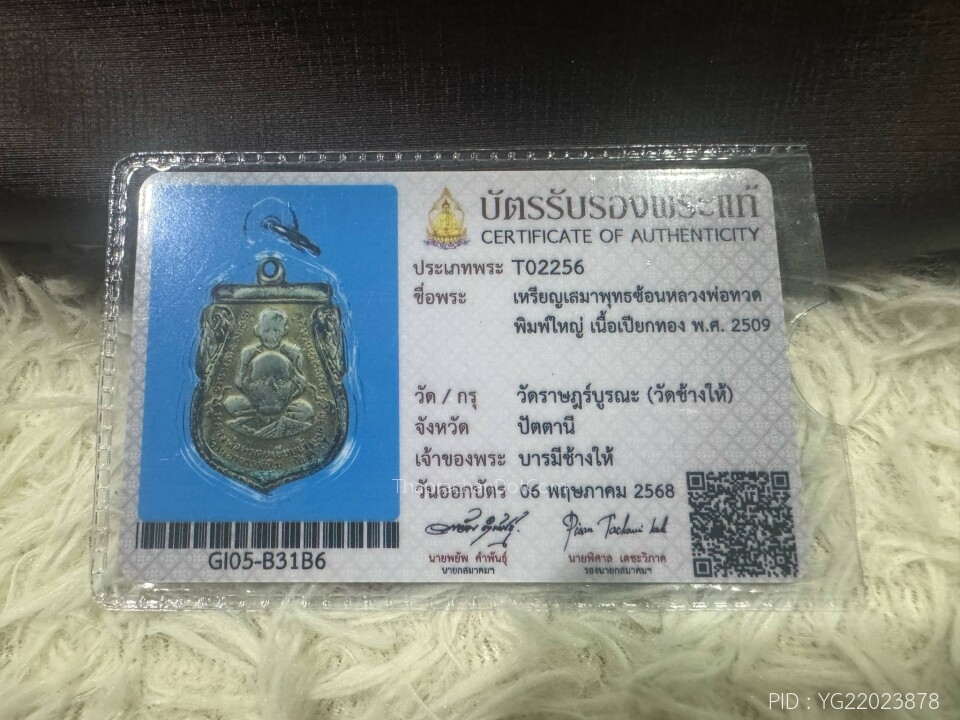 บัตรรับรองพระแท้
CERTIFICATE OF AUTHENTICITY
ประเภทพระ T02256
ชื่อพระ เหรียญเสมาพุทธซ้อนหลวงพ่อทวด
พิมพ์ใหญ่ เนื้อเปียกทอง พ.ศ. 2509
วัด / กรุ วัดราษฎร์บูรณะ (วัดช้างให้)
จังหวัด ปัตตานี
เจ้าของพระ บารมีช้างให้
วันออกบัตร 06 พฤษภาคม 2568
นายพยัพ คำพันธุ์
นายกสมาคมฯ
นายพิศาล เตชะวิภาค
รองนายกสมาคมฯ
GI05-B31B6
PID : YG22023878